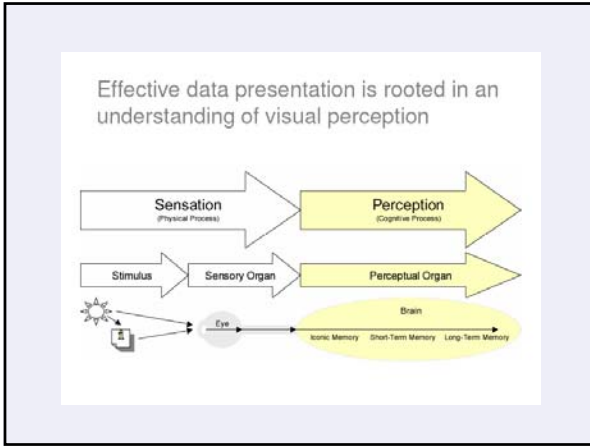 Effective data presentation is rooted in an
understanding of visual perception
Sensation
(Physical Process)
Perception
(Cognitive Process)
Stimulus
Sensory Organ
Perceptual Organ
Eye
Brain
Iconic Memory
Short-Term Memory
Long-Term Memory